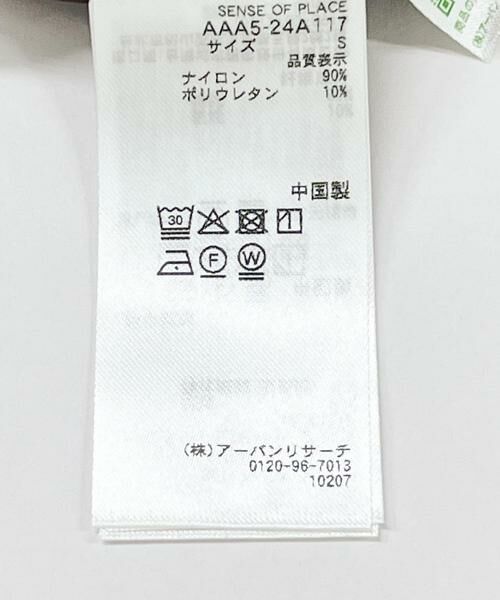 SENSE OF PLACE
AAA5-24A117
サイズ S
品質表示
ナイロン 90%
ポリウレタン 10%
中国製
30
F W
(株)アーバンリサーチ
0120-96-7013
10207